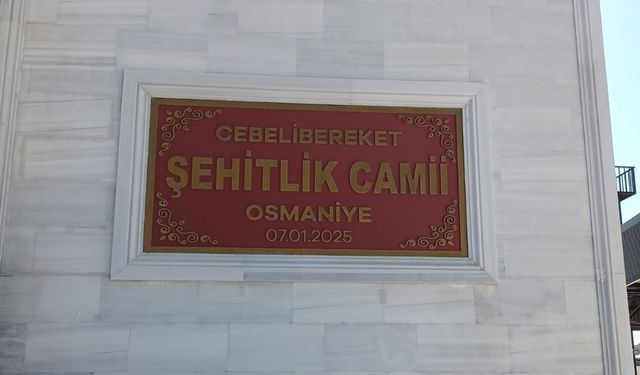 CEBELİBEREKET
ŞEHİTLİK CAMİİ
OSMANİYE
07.01.2025